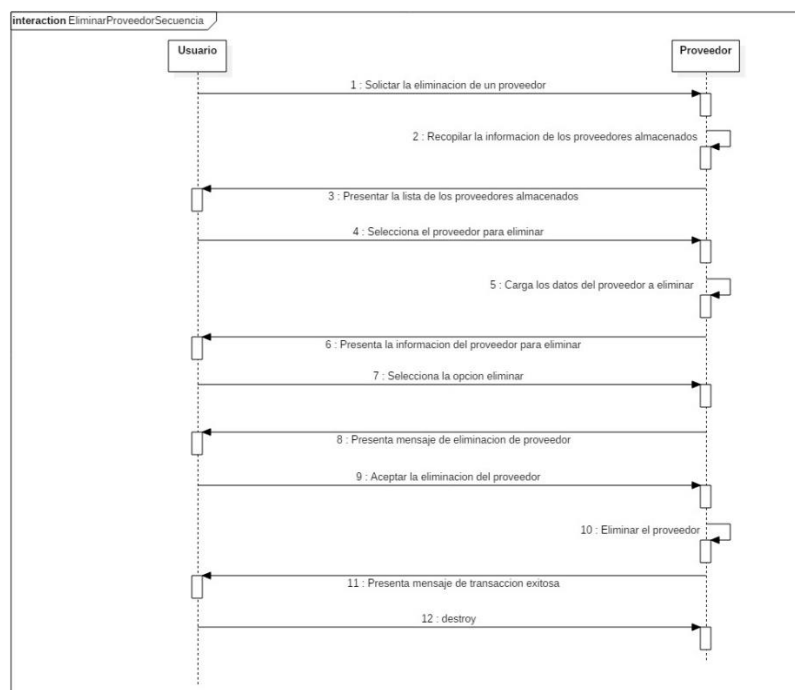 interaction EliminarProveedorSecuencia
Usuario
Proveedor
1 : Solictar la eliminacion de un proveedor
2 : Recopilar la informacion de los proveedores almacenados
3 : Presentar la lista de los proveedores almacenados
4 : Selecciona el proveedor para eliminar
5 : Carga los datos del proveedor a eliminar
6 : Presenta la informacion del proveedor para eliminar
7 : Selecciona la opcion eliminar
8 : Presenta mensaje de eliminacion de proveedor
9 : Aceptar la eliminacion del proveedor
10 : Eliminar el proveedor
11 : Presenta mensaje de transaccion exitosa
12 : destroy